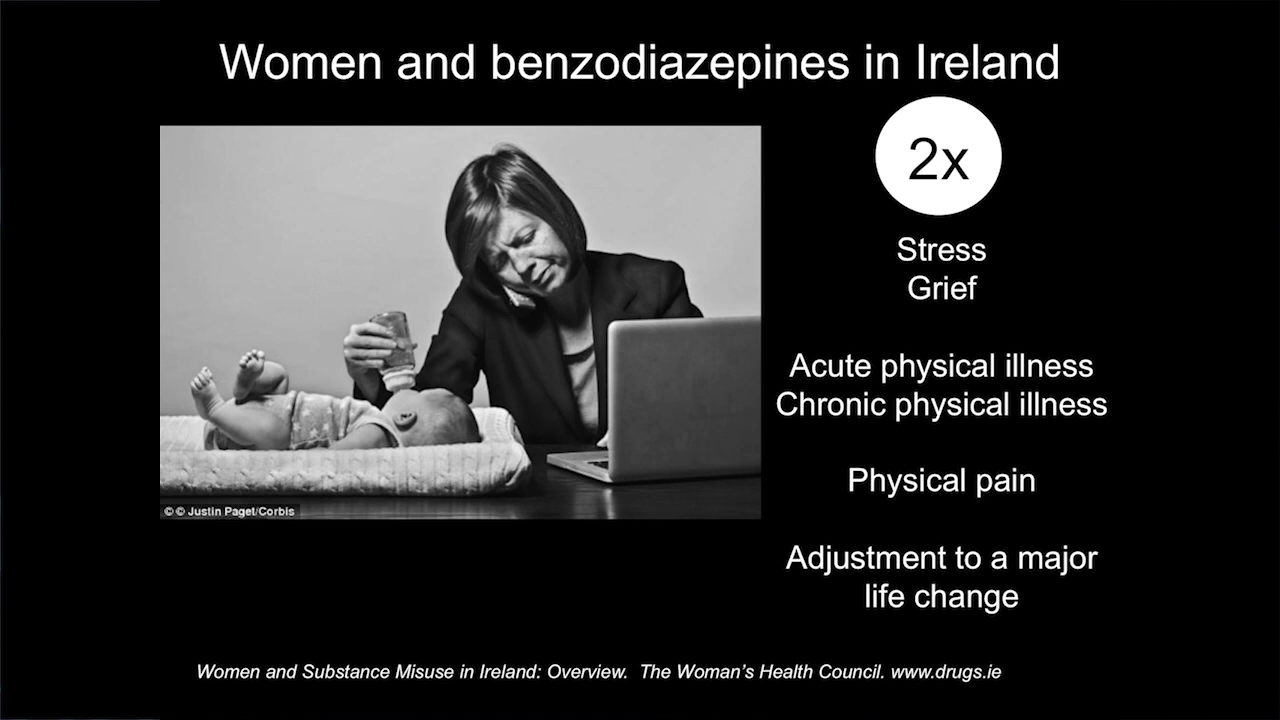 Women and benzodiazepines in Ireland
2x
Stress
Grief
Acute physical illness
Chronic physical illness
Physical pain
Adjustment to a major
life change
© © Justin Paget/Corbis
Women and Substance Misuse in Ireland: Overview.  The Woman's Health Council. www.drugs.ie